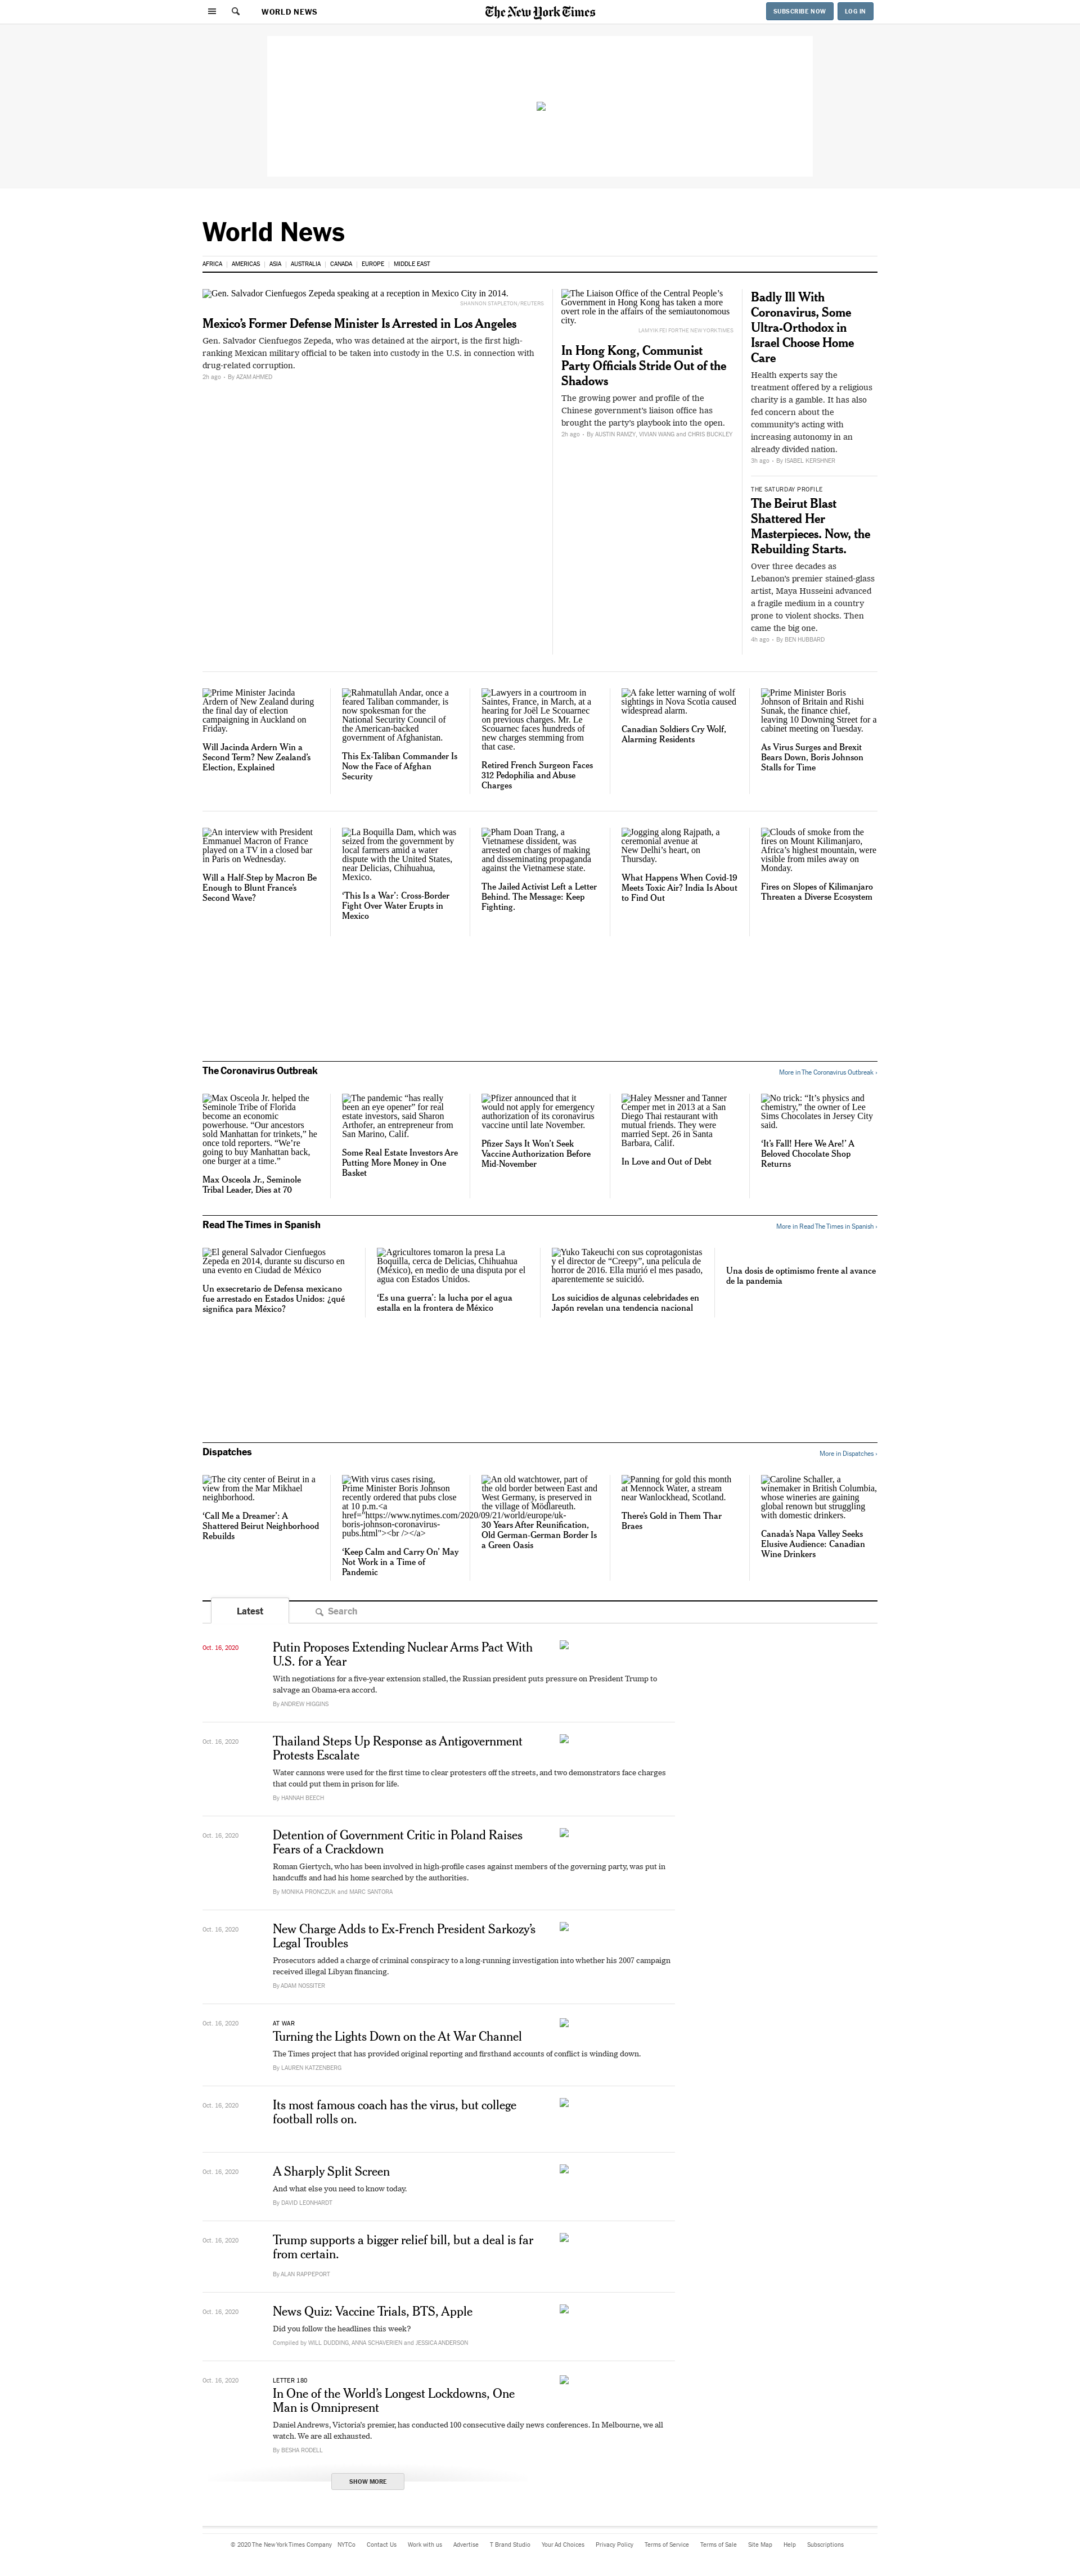 WORLD NEWS
The New York Times
SUBSCRIBE NOW
LOG IN
World News
AFRICA
AMERICAS
ASIA
AUSTRALIA
CANADA
EUROPE
MIDDLE EAST
Gen. Salvador Cienfuegos Zepeda speaking at a reception in Mexico City in 2014.
SHANNON STAPLETON/REUTERS
Mexico's Former Defense Minister Is Arrested in Los Angeles
Gen. Salvador Cienfuegos Zepeda, who was detained at the airport, is the first high-
ranking Mexican military official to be taken into custody in the U.S. in connection with
drug-related corruption.
2h ago · By AZAM AHMED
The Liaison Office of the Central People's
Government in Hong Kong has taken a more
overt role in the affairs of the semiautonomous
city.
LAM YIK FEI FOR THE NEW YORK TIMES
In Hong Kong, Communist
Party Officials Stride Out of the
Shadows
The growing power and profile of the
Chinese government's liaison office has
brought the party's playbook into the open.
2h ago · By AUSTIN RAMZY, VIVIAN WANG and CHRIS BUCKLEY
Badly Ill With
Coronavirus, Some
Ultra-Orthodox in
Israel Choose Home
Care
Health experts say the
treatment offered by a religious
charity is a gamble. It has also
fed concern about the
community's acting with
increasing autonomy in an
already divided nation.
3h ago · By ISABEL KERSHNER
THE SATURDAY PROFILE
The Beirut Blast
Shattered Her
Masterpieces. Now, the
Rebuilding Starts.
Over three decades as
Lebanon's premier stained-glass
artist, Maya Husseini advanced
a fragile medium in a country
prone to violent shocks. Then
came the big one.
4h ago · By BEN HUBBARD
Prime Minister Jacinda
Ardern of New Zealand during
the final day of election
campaigning in Auckland on
Friday.
Will Jacinda Ardern Win a
Second Term? New Zealand's
Election, Explained
Rahmatullah Andar, once a
feared Taliban commander, is
now spokesman for the
National Security Council of
the American-backed
government of Afghanistan.
This Ex-Taliban Commander Is
Now the Face of Afghan
Security
Lawyers in a courtroom in
Saintes, France, in March, at a
hearing for Joël Le Scouarnec
on previous charges. Mr. Le
Scouarnec faces hundreds of
new charges stemming from
that case.
Retired French Surgeon Faces
312 Pedophilia and Abuse
Charges
A fake letter warning of wolf
sightings in Nova Scotia caused
widespread alarm.
Canadian Soldiers Cry Wolf,
Alarming Residents
Prime Minister Boris
Johnson of Britain and Rishi
Sunak, the finance chief,
leaving 10 Downing Street for a
cabinet meeting on Tuesday.
As Virus Surges and Brexit
Bears Down, Boris Johnson
Stalls for Time
An interview with President
Emmanuel Macron of France
played on a TV in a closed bar
in Paris on Wednesday.
Will a Half-Step by Macron Be
Enough to Blunt France's
Second Wave?
La Boquilla Dam, which was
seized from the government by
local farmers amid a water
dispute with the United States,
near Delicias, Chihuahua,
Mexico.
'This Is a War': Cross-Border
Fight Over Water Erupts in
Mexico
Pham Doan Trang, a
Vietnamese dissident, was
arrested on charges of making
and disseminating propaganda
against the Vietnamese state.
The Jailed Activist Left a Letter
Behind. The Message: Keep
Fighting.
Jogging along Rajpath, a
ceremonial avenue at
New Delhi's heart, on
Thursday.
What Happens When Covid-19
Meets Toxic Air? India Is About
to Find Out
Clouds of smoke from the
fires on Mount Kilimanjaro,
Africa's highest mountain, were
visible from miles away on
Monday.
Fires on Slopes of Kilimanjaro
Threaten a Diverse Ecosystem
The Coronavirus Outbreak
More in The Coronavirus Outbreak ›
Max Osceola Jr. helped the
Seminole Tribe of Florida
become an economic
powerhouse. “Our ancestors
sold Manhattan for trinkets,” he
once told reporters. “We're
going to buy Manhattan back,
one burger at a time.”
Max Osceola Jr., Seminole
Tribal Leader, Dies at 70
The pandemic “has really
been an eye opener” for real
estate investors, said Sharon
Arthofer, an entrepreneur from
San Marino, Calif.
Some Real Estate Investors Are
Putting More Money in One
Basket
Pfizer announced that it
would not apply for emergency
authorization of its coronavirus
vaccine until late November.
Pfizer Says It Won't Seek
Vaccine Authorization Before
Mid-November
Haley Messner and Tanner
Cemper met in 2013 at a San
Diego Thai restaurant with
mutual friends. They were
married Sept. 26 in Santa
Barbara, Calif.
In Love and Out of Debt
No trick: “It's physics and
chemistry,” the owner of Lee
Sims Chocolates in Jersey City
said.
'It's Fall! Here We Are!' A
Beloved Chocolate Shop
Returns
Read The Times in Spanish
More in Read The Times in Spanish ›
El general Salvador Cienfuegos
Zepeda en 2014, durante su discurso en
una evento en Ciudad de México
Un exsecretario de Defensa mexicano
fue arrestado en Estados Unidos: ¿qué
significa para México?
Agricultores tomaron la presa La
Boquilla, cerca de Delicias, Chihuahua
(México), en medio de una disputa por el
agua con Estados Unidos.
'Es una guerra': la lucha por el agua
estalla en la frontera de México
Yuko Takeuchi con sus coprotagonistas
y el director de “Creepy”, una película de
horror de 2016. Ella murió el mes pasado,
aparentemente se suicidó.
Los suicidios de algunas celebridades en
Japón revelan una tendencia nacional
Una dosis de optimismo frente al avance
de la pandemia
Dispatches
More in Dispatches ›
The city center of Beirut in a
view from the Mar Mikhael
neighborhood.
'Call Me a Dreamer': A
Shattered Beirut Neighborhood
Rebuilds
With virus cases rising,
Prime Minister Boris Johnson
recently ordered that pubs close
at 10 p.m.<a
href="https://www.nytimes.com/2020/09/21/world/europe/uk-
boris-johnson-coronavirus-
pubs.html"><br /></a>
'Keep Calm and Carry On' May
Not Work in a Time of
Pandemic
An old watchtower, part of
the old border between East and
West Germany, is preserved in
the village of Mödlareuth.
30 Years After Reunification,
Old German-German Border Is
a Green Oasis
Panning for gold this month
at Mennock Water, a stream
near Wanlockhead, Scotland.
There's Gold in Them Thar
Braes
Caroline Schaller, a
winemaker in British Columbia,
whose wineries are gaining
global renown but struggling
with domestic drinkers.
Canada's Napa Valley Seeks
Elusive Audience: Canadian
Wine Drinkers
Latest
Search
Oct. 16, 2020
Putin Proposes Extending Nuclear Arms Pact With
U.S. for a Year
With negotiations for a five-year extension stalled, the Russian president puts pressure on President Trump to
salvage an Obama-era accord.
By ANDREW HIGGINS
Oct. 16, 2020
Thailand Steps Up Response as Antigovernment
Protests Escalate
Water cannons were used for the first time to clear protesters off the streets, and two demonstrators face charges
that could put them in prison for life.
By HANNAH BEECH
Oct. 16, 2020
Detention of Government Critic in Poland Raises
Fears of a Crackdown
Roman Giertych, who has been involved in high-profile cases against members of the governing party, was put in
handcuffs and had his home searched by the authorities.
By MONIKA PRONCZUK and MARC SANTORA
Oct. 16, 2020
New Charge Adds to Ex-French President Sarkozy's
Legal Troubles
Prosecutors added a charge of criminal conspiracy to a long-running investigation into whether his 2007 campaign
received illegal Libyan financing.
By ADAM NOSSITER
Oct. 16, 2020
AT WAR
Turning the Lights Down on the At War Channel
The Times project that has provided original reporting and firsthand accounts of conflict is winding down.
By LAUREN KATZENBERG
Oct. 16, 2020
Its most famous coach has the virus, but college
football rolls on.
Oct. 16, 2020
A Sharply Split Screen
And what else you need to know today.
By DAVID LEONHARDT
Oct. 16, 2020
Trump supports a bigger relief bill, but a deal is far
from certain.
By ALAN RAPPEPORT
Oct. 16, 2020
News Quiz: Vaccine Trials, BTS, Apple
Did you follow the headlines this week?
Compiled by WILL DUDDING, ANNA SCHAVERIEN and JESSICA ANDERSON
Oct. 16, 2020
LETTER 180
In One of the World's Longest Lockdowns, One
Man is Omnipresent
Daniel Andrews, Victoria's premier, has conducted 100 consecutive daily news conferences. In Melbourne, we all
watch. We are all exhausted.
By BESHA RODELL
SHOW MORE
© 2020 The New York Times Company NYTCo Contact Us Work with us Advertise T Brand Studio Your Ad Choices Privacy Policy Terms of Service Terms of Sale Site Map Help Subscriptions